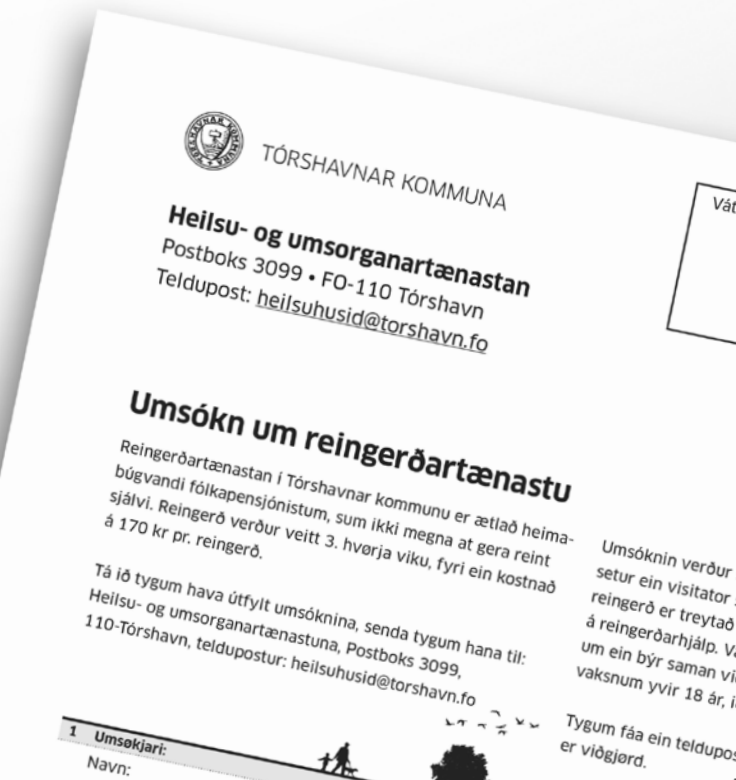 TÓRSHAVNAR KOMMUNA
Heilsu- og umsorganartænastan
Postboks 3099 • FO-110 Tórshavn
Teldupost: heilsuhusid@torshavn.fo
Umsókn um reingerðartænastu
Reingerðartænastan í Tórshavnar kommunu er ætlað heima-
búgvandi fólkapensjónistum, sum ikki megna at gera reint
sjálvi. Reingerð verður veitt 3. hvørja viku, fyri ein kostnað
á 170 kr pr. reingerð.
Tá ið tygum hava útfylt umsóknina, senda tygum hana til:
Heilsu- og umsorganartænastuna, Postboks 3099,
110-Tórshavn, teldupostur: heilsuhusid@torshavn.fo
1 Umsøkjari:
Navn:
Umsóknin verður
setur ein visitator
reingerð er treytað
á reingerðarhjálp.
um ein býr saman
vaksnum yvir 18 ár,
Tygum fáa ein
er viðgjørd.